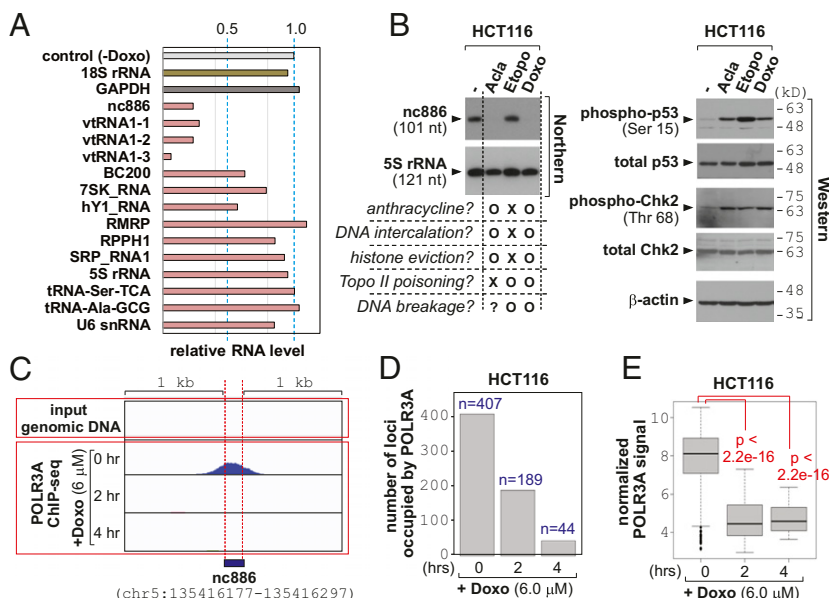 A
0.5 1.0
control (-Doxo)
18S rRNA
GAPDH
nc886
vtRNA1-1
vtRNA1-2
vtRNA1-3
BC200
7SK_RNA
hY1_RNA
RMRP
RPPH1
SRP_RNA1
5S rRNA
tRNA-Ser-TCA
tRNA-Ala-GCG
U6 snRNA
relative RNA level
B
HCT116
- Acla Etopo Doxo
nc886
(101 nt)
5S rRNA
(121 nt)
Northern
anthracycline? O X O
DNA intercalation? O X O
histone eviction? O X O
Topo II poisoning? X O O
DNA breakage? ? O O
HCT116
- Acla Etopo Doxo
(kD)
phospho-p53
(Ser 15)
-63
-48
total p53
-63
-48
phospho-Chk2
(Thr 68)
-75
-63
total Chk2
-75
-63
β-actin
-48
-35
Western
C
1 kb 1 kb
input
genomic DNA
POLR3A
ChIP-seq
+Doxo (6 μM)
0 hr
2 hr
4 hr
nc886
(chr5:135416177-135416297)
D
HCT116
number of loci
occupied by POLR3A
400
300
200
100
0
n=407
n=189
n=44
(hrs) 0 2 4
+ Doxo (6.0 μM)
E
HCT116
normalized
POLR3A signal
10
8
6
4
p <
2.2e-16
p <
2.2e-16
(hrs) 0 2 4
+ Doxo (6.0 μM)